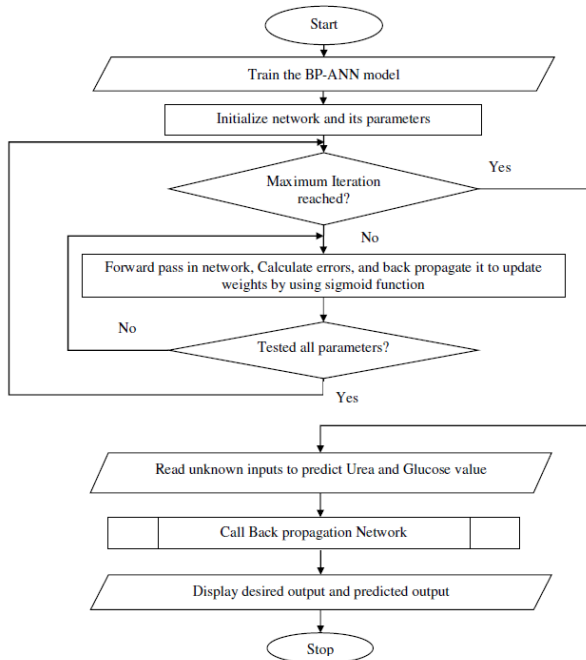 Start
Train the BP-ANN model
Initialize network and its parameters
Maximum Iteration
reached?
Yes
No
Forward pass in network, Calculate errors, and back propagate it to update
weights by using sigmoid function
No
Tested all parameters?
Yes
Read unknown inputs to predict Urea and Glucose value
Call Back propagation Network
Display desired output and predicted output
Stop